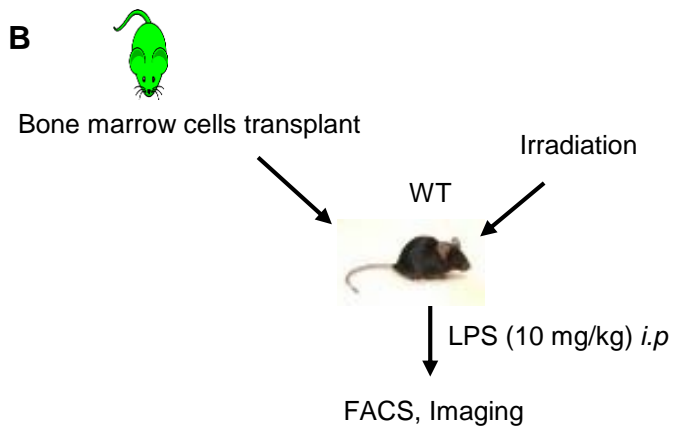 B
Bone marrow cells transplant
Irradiation
WT
LPS (10 mg/kg) i.p
FACS, Imaging